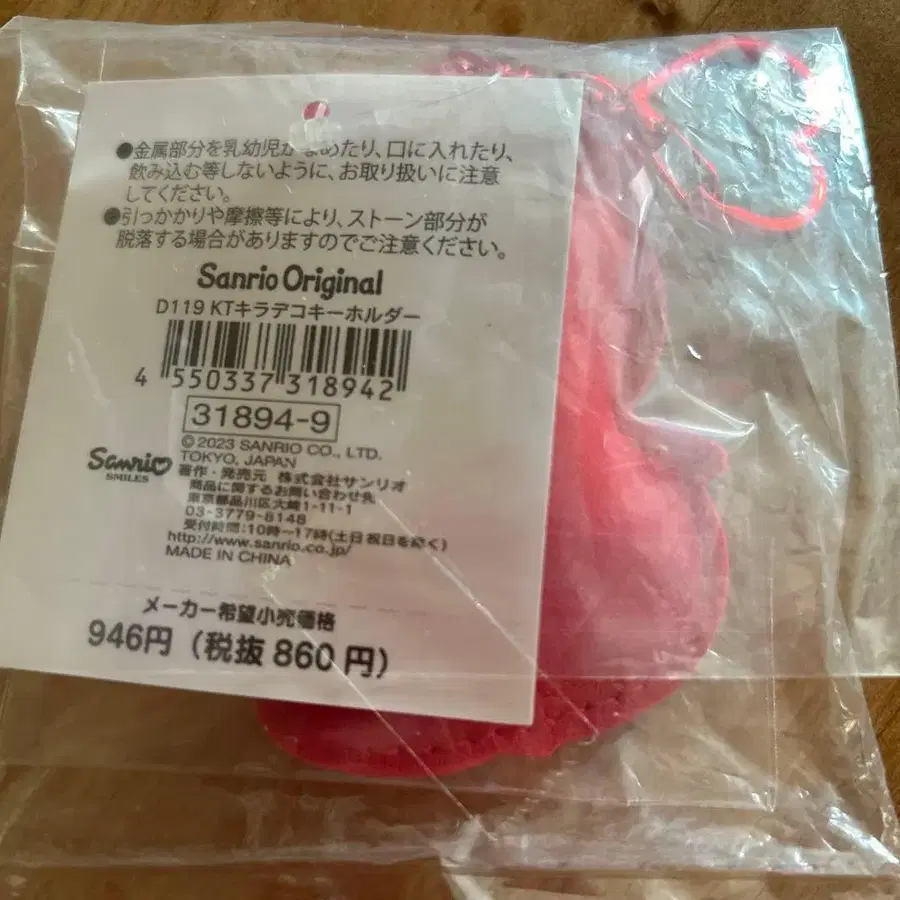 ●金属部分を乳幼児がなめたり、口に入れたり、
飲み込む等しないように、お取り扱いに注意
してください。
●引っかかりや摩擦等により、ストーン部分が
脱落する場合がありますのでご注意ください。
Sanrio Original
D119 KTキラデコキーホルダー
4 550337 318942
31894-9
© 2023 SANRIO CO., LTD.
TOKYO, JAPAN
Sanrio
SMILES
著作・発売元 株式会社サンリオ
商品に関するお問い合わせ先
東京都品川区大崎1-11-1
03-3779-8148
受付時間:10時〜17時(土日祝日を除く)
http://www.sanrio.co.jp/
MADE IN CHINA
メーカー希望小売価格
946円(税抜 860 円)